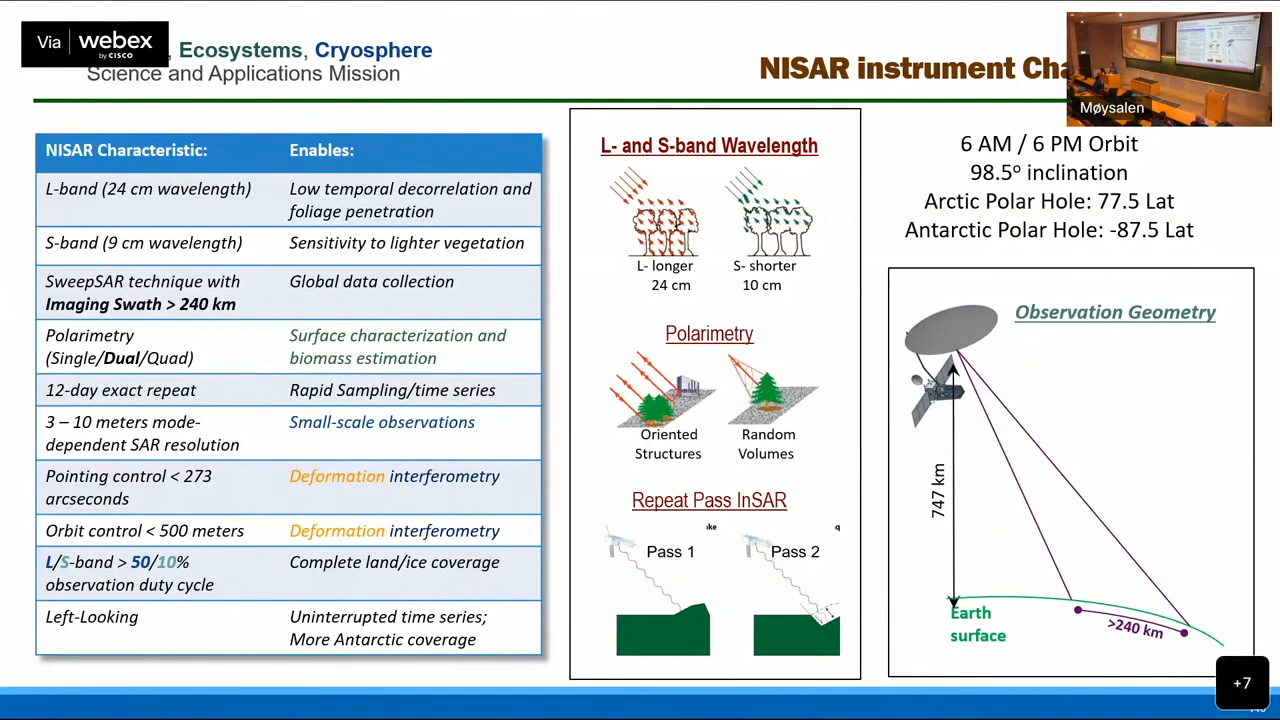 Via webex
by CISCO
, Ecosystems, Cryosphere
Science and Applications Mission
NISAR instrument Cha
Møysalen
NISAR Characteristic: Enables:
L-band (24 cm wavelength) Low temporal decorrelation and
foliage penetration
S-band (9 cm wavelength) Sensitivity to lighter vegetation
SweepSAR technique with Global data collection
Imaging Swath > 240 km
Polarimetry Surface characterization and
(Single/Dual/Quad) biomass estimation
12-day exact repeat Rapid Sampling/time series
3 – 10 meters mode- Small-scale observations
dependent SAR resolution
Pointing control < 273 Deformation interferometry
arcseconds
Orbit control < 500 meters Deformation interferometry
L/S-band > 50/10% Complete land/ice coverage
observation duty cycle
Left-Looking Uninterrupted time series;
More Antarctic coverage
L- and S-band Wavelength
L- longer S- shorter
24 cm 10 cm
Polarimetry
Oriented Random
Structures Volumes
Repeat Pass InSAR
ke q
Pass 1 Pass 2
6 AM / 6 PM Orbit
98.5º inclination
Arctic Polar Hole: 77.5 Lat
Antarctic Polar Hole: -87.5 Lat
Observation Geometry
747 km
Earth
surface
>240 km
+7